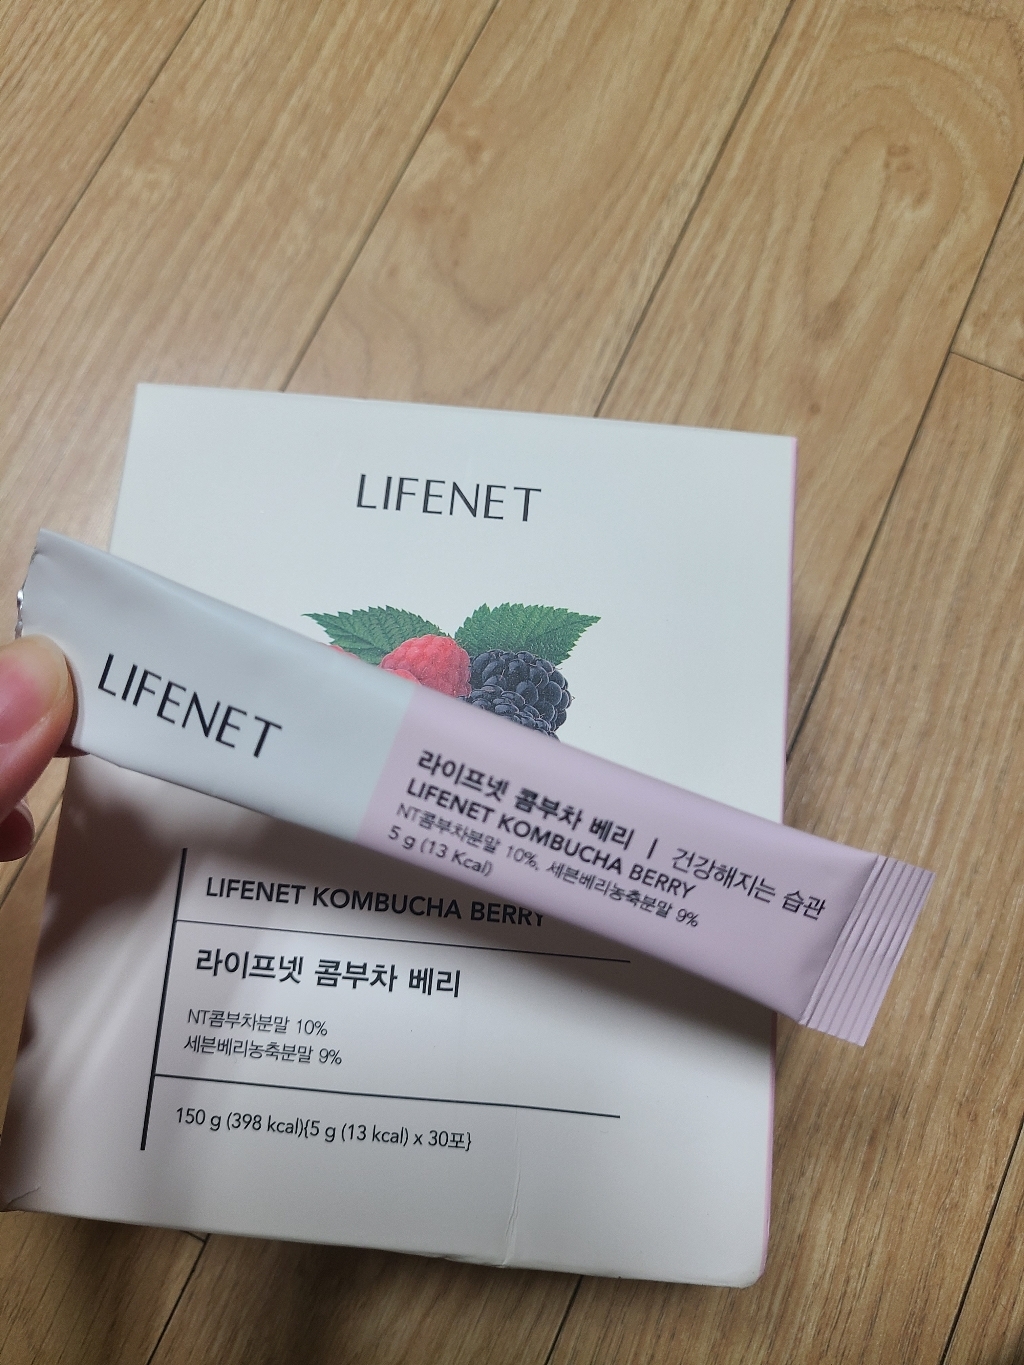 LIFENET
LIFENET
라이프넷 콤부차 베리 | 건강해지는 습관
LIFENET KOMBUCHA BERRY
NT콤부차분말 10%, 세븐베리농축분말 9%
5 g (13 Kcal)
LIFENET KOMBUCHA BERRY
라이프넷 콤부차 베리
NT콤부차분말 10%
세븐베리농축분말 9%
150 g (398 kcal){5 g (13 kcal) x 30포}